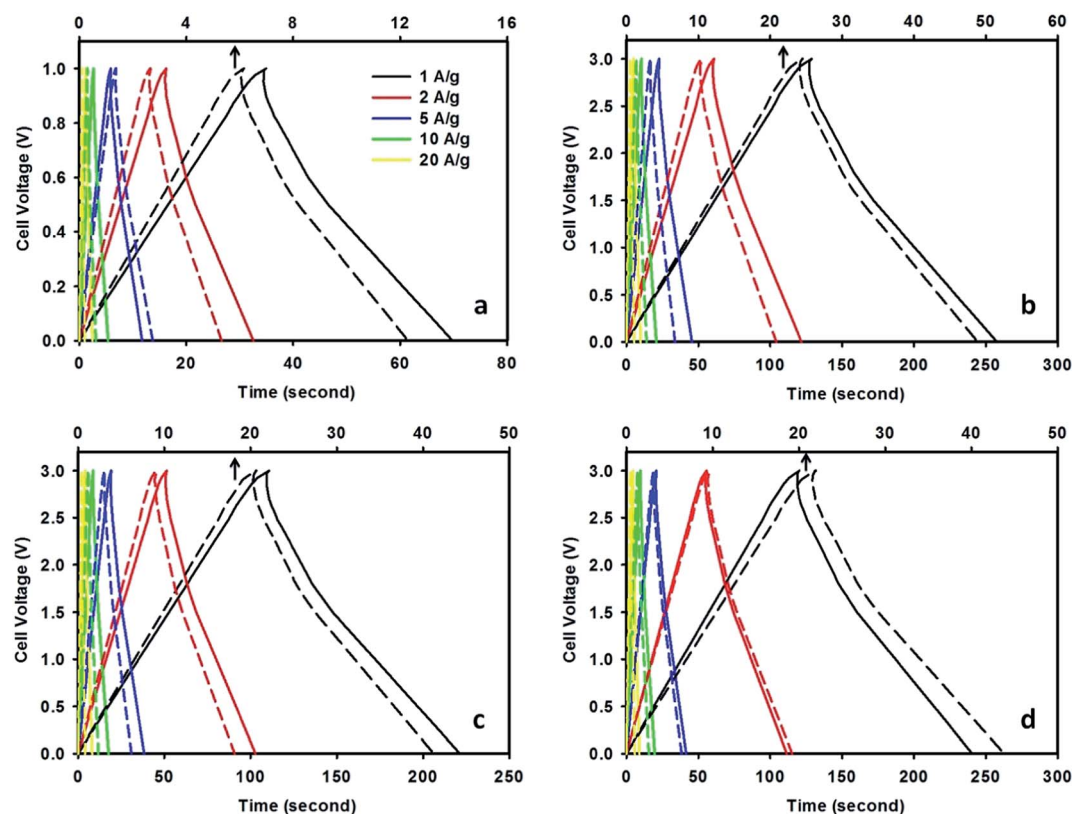 0 4 8 12 16
1.0
0.8
0.6
0.4
0.2
0.0
Cell Voltage (V)
1 A/g
2 A/g
5 A/g
10 A/g
20 A/g
a
0 20 40 60 80
Time (second)
0 10 20 30 40 50 60
3.0
2.5
2.0
1.5
1.0
0.5
0.0
Cell Voltage (V)
b
0 50 100 150 200 250 300
Time (second)
0 10 20 30 40 50
3.0
2.5
2.0
1.5
1.0
0.5
0.0
Cell Voltage (V)
c
0 50 100 150 200 250
Time (second)
0 10 20 30 40 50
3.0
2.5
2.0
1.5
1.0
0.5
0.0
Cell Voltage (V)
d
0 50 100 150 200 250 300
Time (second)